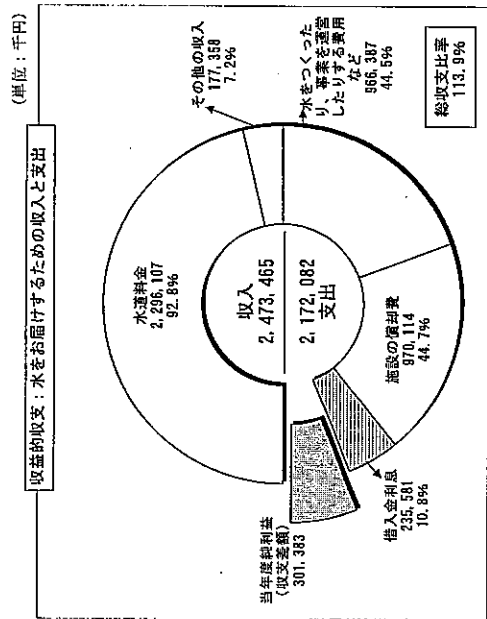 (単位：千円)
収益的収支：水をお届けするための収入と支出
水道料金
2,296,107
92.8%
その他の収入
177,358
7.2%
収入
2,473,465
2,172,082
支出
水をつくった
り、事業を運営
したりする費用
など
966,387
44.5%
施設の償却費
970,114
44.7%
借入金利息
235,581
10.8%
当年度純利益
(収支差額)
301,383
総収支比率
113.9%